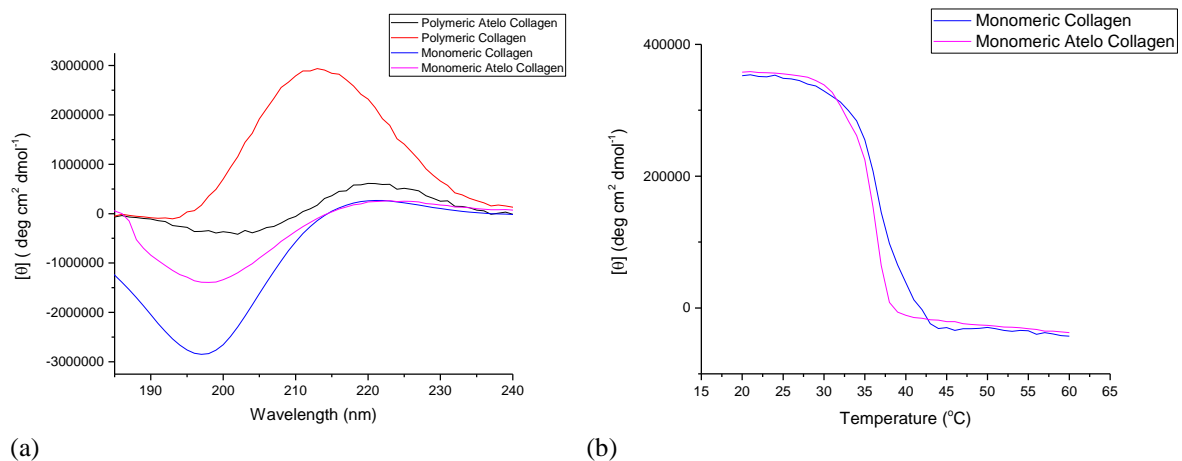 Polymeric Atelo Collagen
Polymeric Collagen
Monomeric Collagen
Monomeric Atelo Collagen
3000000
2000000
1000000
0
-1000000
-2000000
-3000000
[θ] ( deg cm² dmol⁻¹)
190
200
210
220
230
240
Wavelength (nm)
(a)
Monomeric Collagen
Monomeric Atelo Collagen
400000
200000
0
[θ] (deg cm² dmol⁻¹)
15
20
25
30
35
40
45
50
55
60
65
Temperature (°C)
(b)